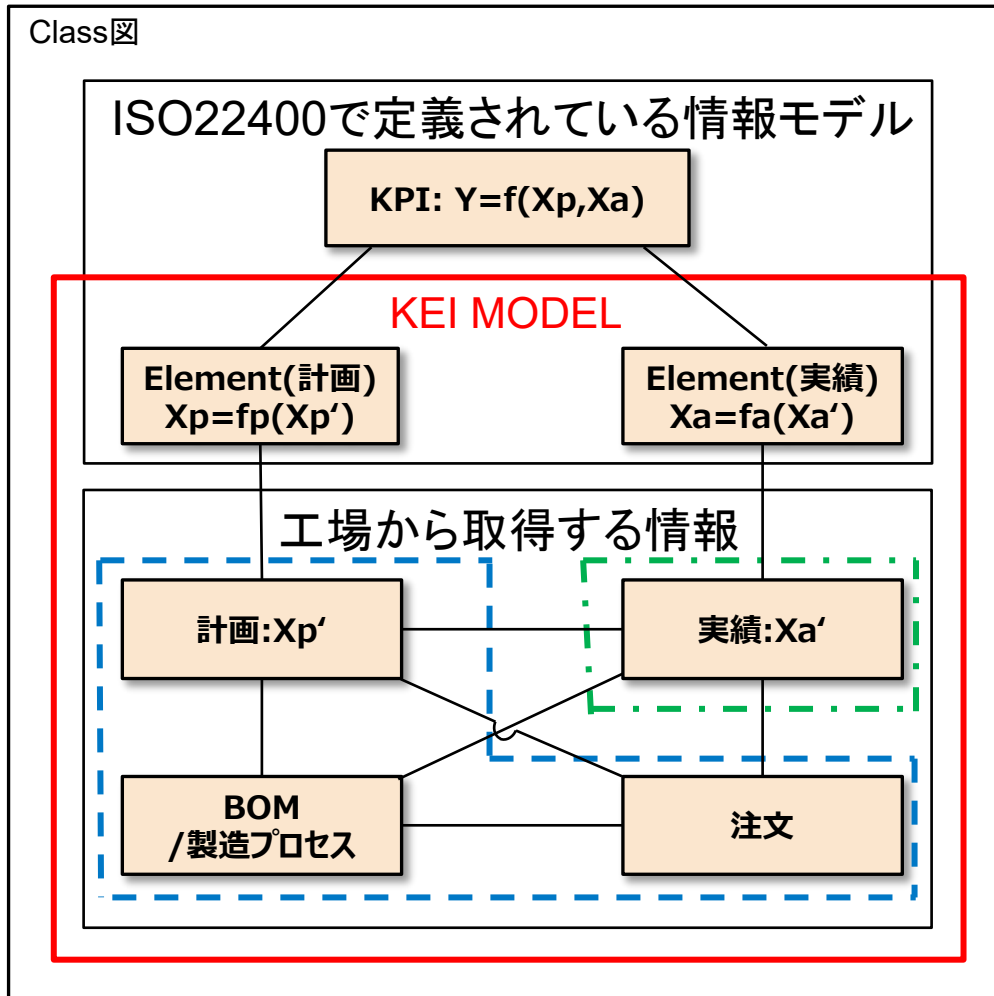 Class図
ISO22400で定義されている情報モデル
KPI: Y=f(Xp,Xa)
KEI MODEL
Element(計画)
Xp=fp(Xp‘)
Element(実績)
Xa=fa(Xa‘)
工場から取得する情報
計画:Xp‘
実績:Xa‘
BOM
/製造プロセス
注文